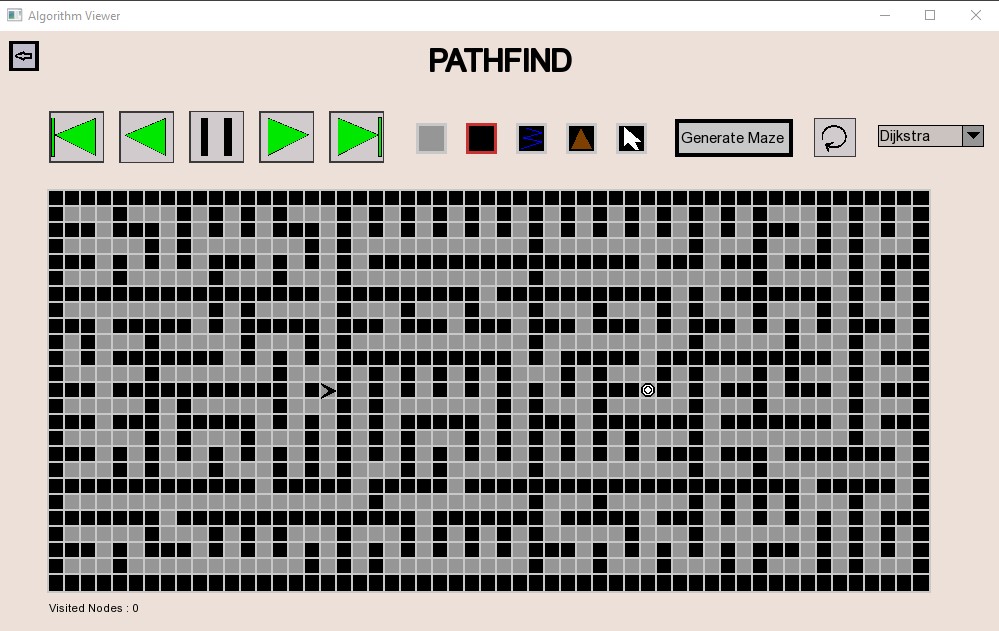 Algorithm Viewer
PATHFIND
Generate Maze
Dijkstra
Visited Nodes : 0